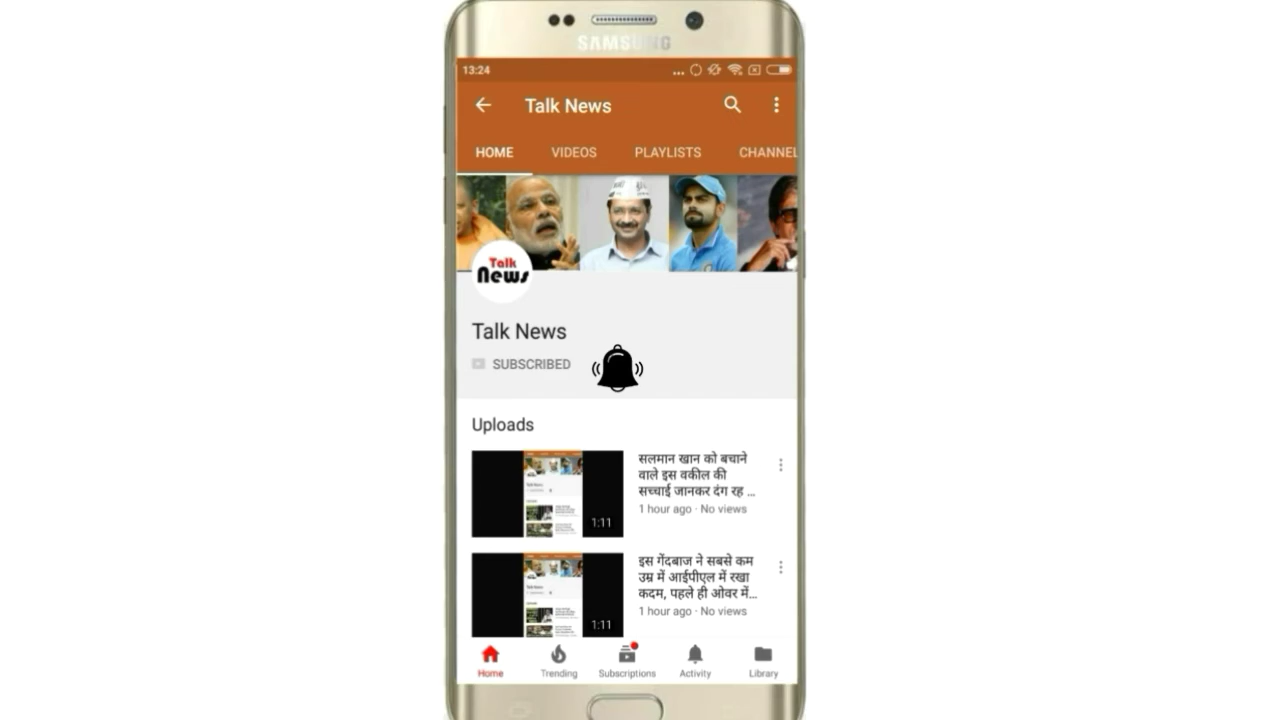 SAMSUNG
13:24
Talk News
HOME VIDEOS PLAYLISTS CHANNEL
Talk
News
Talk News
SUBSCRIBED
Uploads
सलमान खान को बचाने
वाले इस वकील की
सच्चाई जानकर दंग रह ...
1 hour ago · No views
1:11
इस गेंदबाज ने सबसे कम
उम्र में आईपीएल में रखा
कदम, पहले ही ओवर में...
1 hour ago · No views
1:11
Home Trending Subscriptions Activity Library